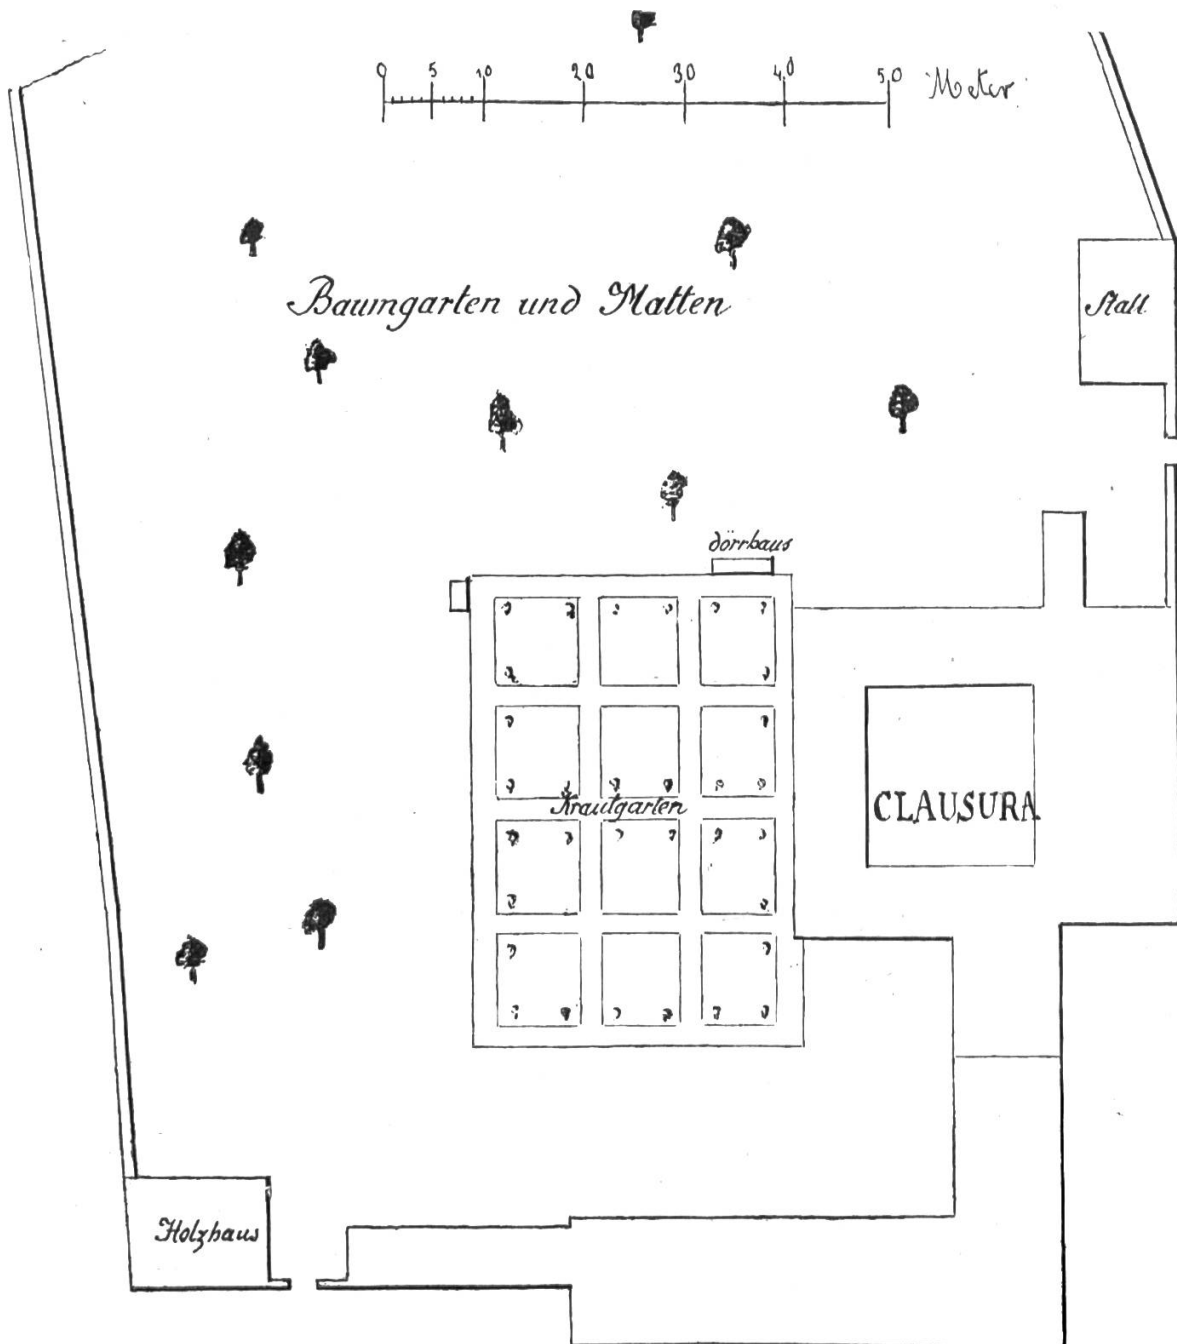 0 5 10 20 30 40 50 Meter
Baumgarten und Matten
Stall
dörrhaus
Krautgarten
CLAUSURA
Holzhaus